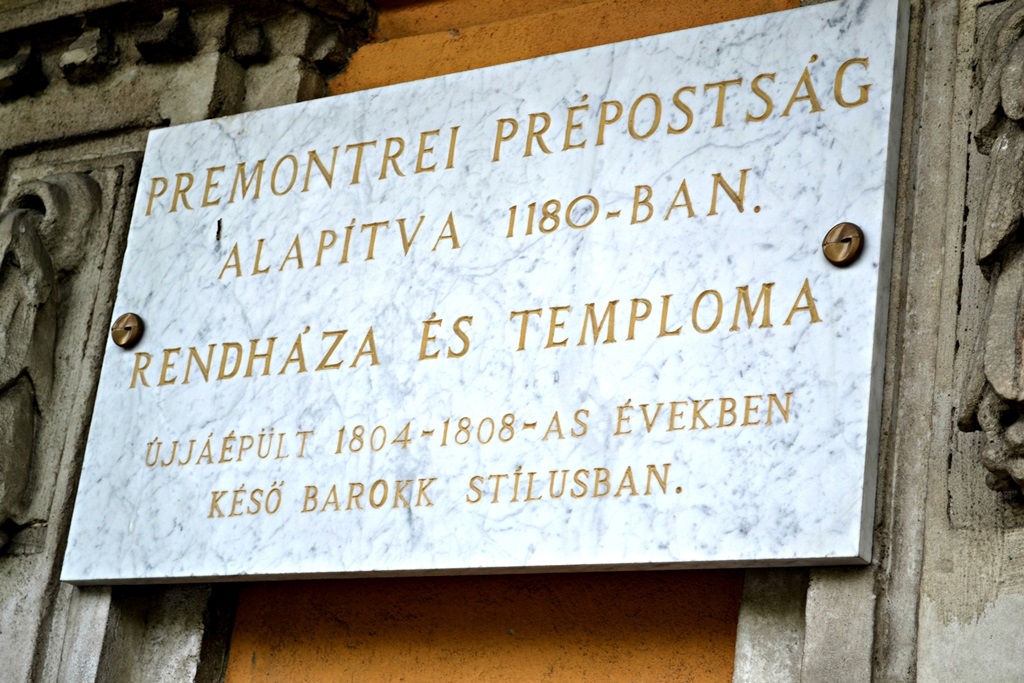 PREMONTREI PRÉPOSTSÁG
ALAPÍTVA 1180-BAN.
RENDHÁZA ÉS TEMPLOMA
ÚJJÁÉPÜLT 1804-1808-AS ÉVEKBEN
KÉSŐ BAROKK STÍLUSBAN.